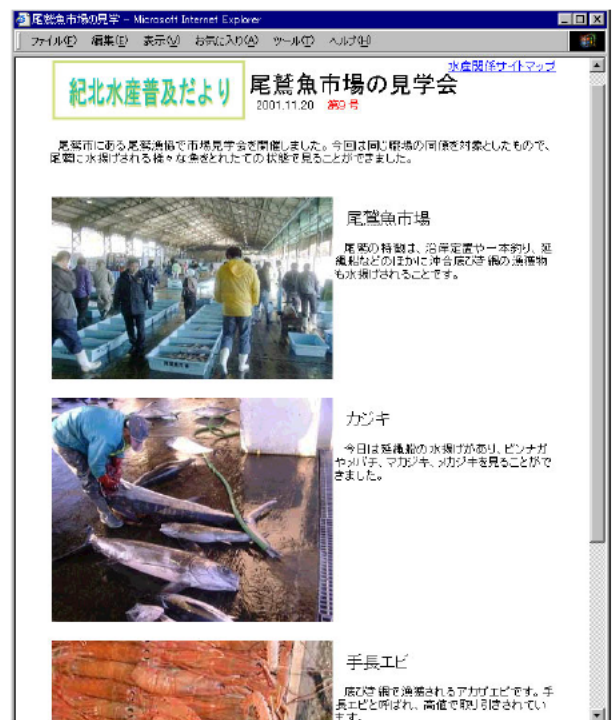 尾鷲魚市場の見学 - Microsoft Internet Explorer
ファイル(F) 編集(E) 表示(V) お気に入り(A) ツール(T) ヘルプ(H)
水産関係サイトマップ
紀北水産普及だより
尾鷲魚市場の見学会
2001.11.20 第9号
尾鷲市にある尾鷲漁協で市場見学会を開催しました。今回は同じ職場の同僚を対象としたもので、
尾鷲に水揚げされる様々な魚をとれたての状態で見ることができました。
尾鷲魚市場
尾鷲の特徴は、沿岸定置や一本釣り、延
縄船などのほかに沖合底びき網の漁獲物
も水揚げされることです。
カジキ
今日は延縄船の水揚げがあり、ビンナガ
やメバチ、マカジキ、メカジキを見ることがで
きました。
手長エビ
底びき網で漁獲されるアカザエビです。手
長エビと呼ばれ、高値で取り引きされてい
ます。